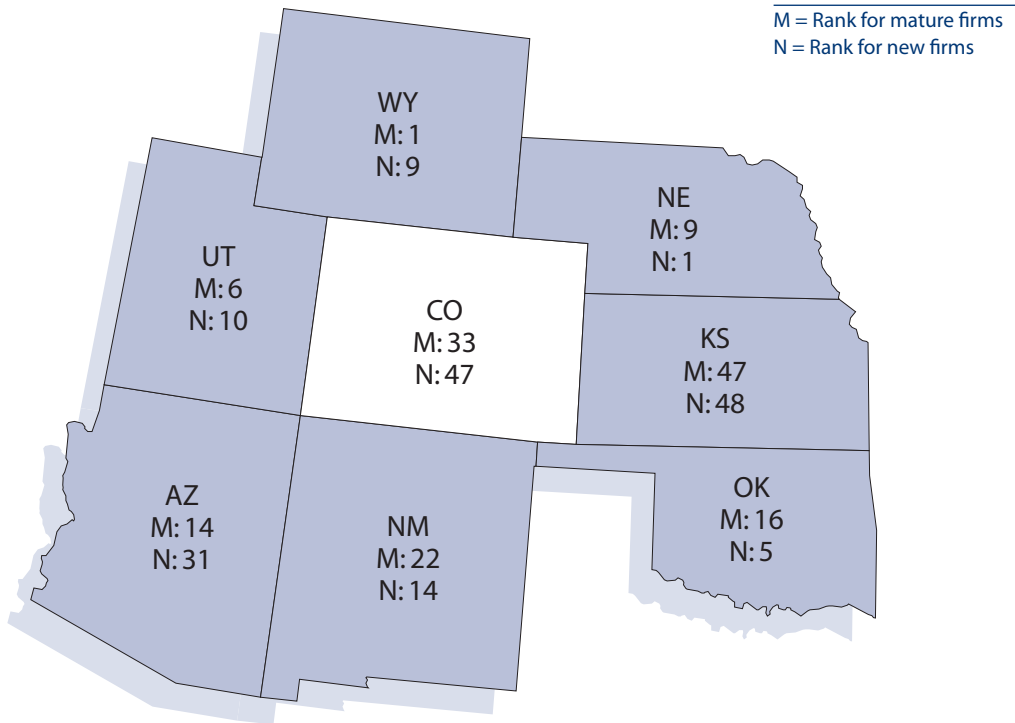 M = Rank for mature firms
N = Rank for new firms
WY
M: 1
N: 9
NE
M: 9
N: 1
UT
M: 6
N: 10
CO
M: 33
N: 47
KS
M: 47
N: 48
AZ
M: 14
N: 31
NM
M: 22
N: 14
OK
M: 16
N: 5